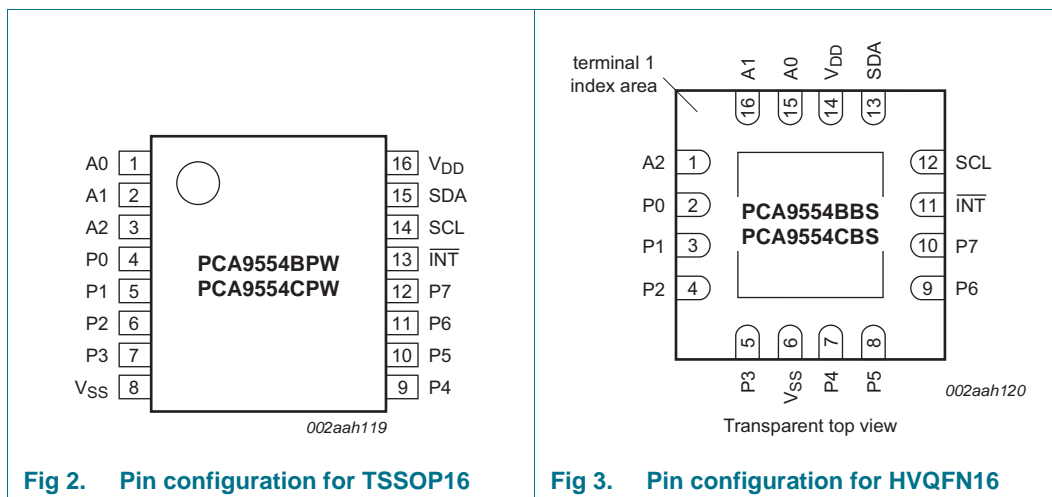 A0 1
A1 2
A2 3
P0 4
P1 5
P2 6
P3 7
VSS 8
16 VDD
15 SDA
14 SCL
13 INT
12 P7
11 P6
10 P5
9 P4
PCA9554BPW
PCA9554CPW
002aah119
Fig 2. Pin configuration for TSSOP16
terminal 1
index area
A1 A0 VDD SDA
16 15 14 13
A2 1
P0 2
P1 3
P2 4
12 SCL
11 INT
10 P7
9 P6
PCA9554BBS
PCA9554CBS
5 6 7 8
P3 VSS P4 P5
002aah120
Transparent top view
Fig 3. Pin configuration for HVQFN16